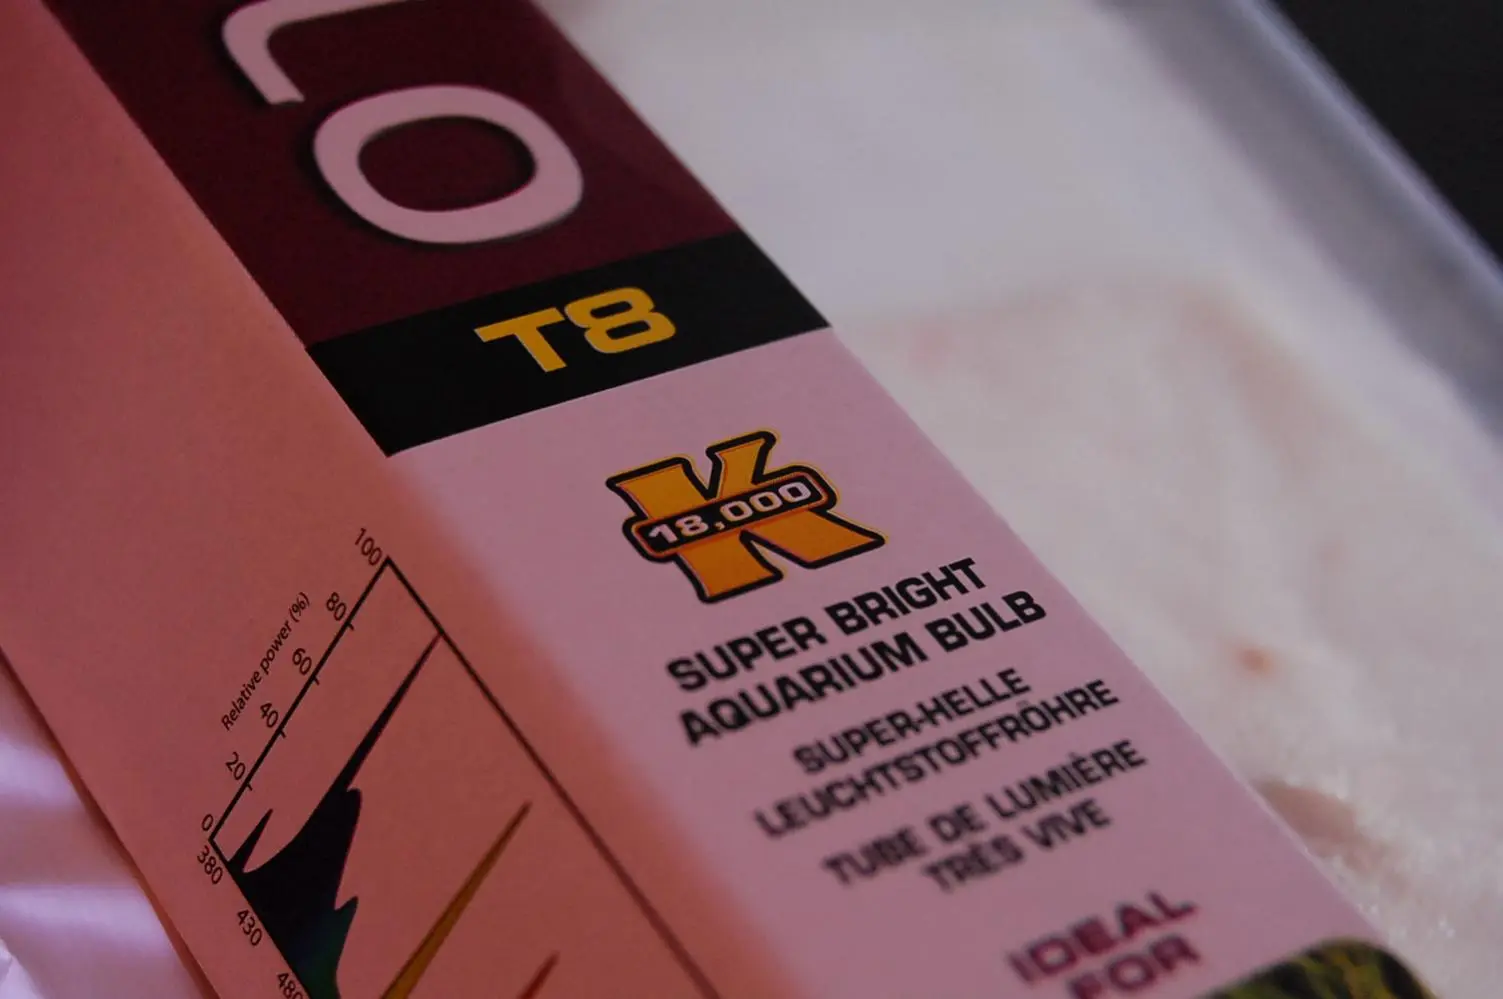 LO
T8
K
18,000
SUPER BRIGHT
AQUARIUM BULB
SUPER-HELLE
LEUCHTSTOFFRÖHRE
TUBE DE LUMIÈRE
TRÈS VIVE
IDEAL
FOR
Relative power (%)
100
80
60
40
20
0
380
430
480